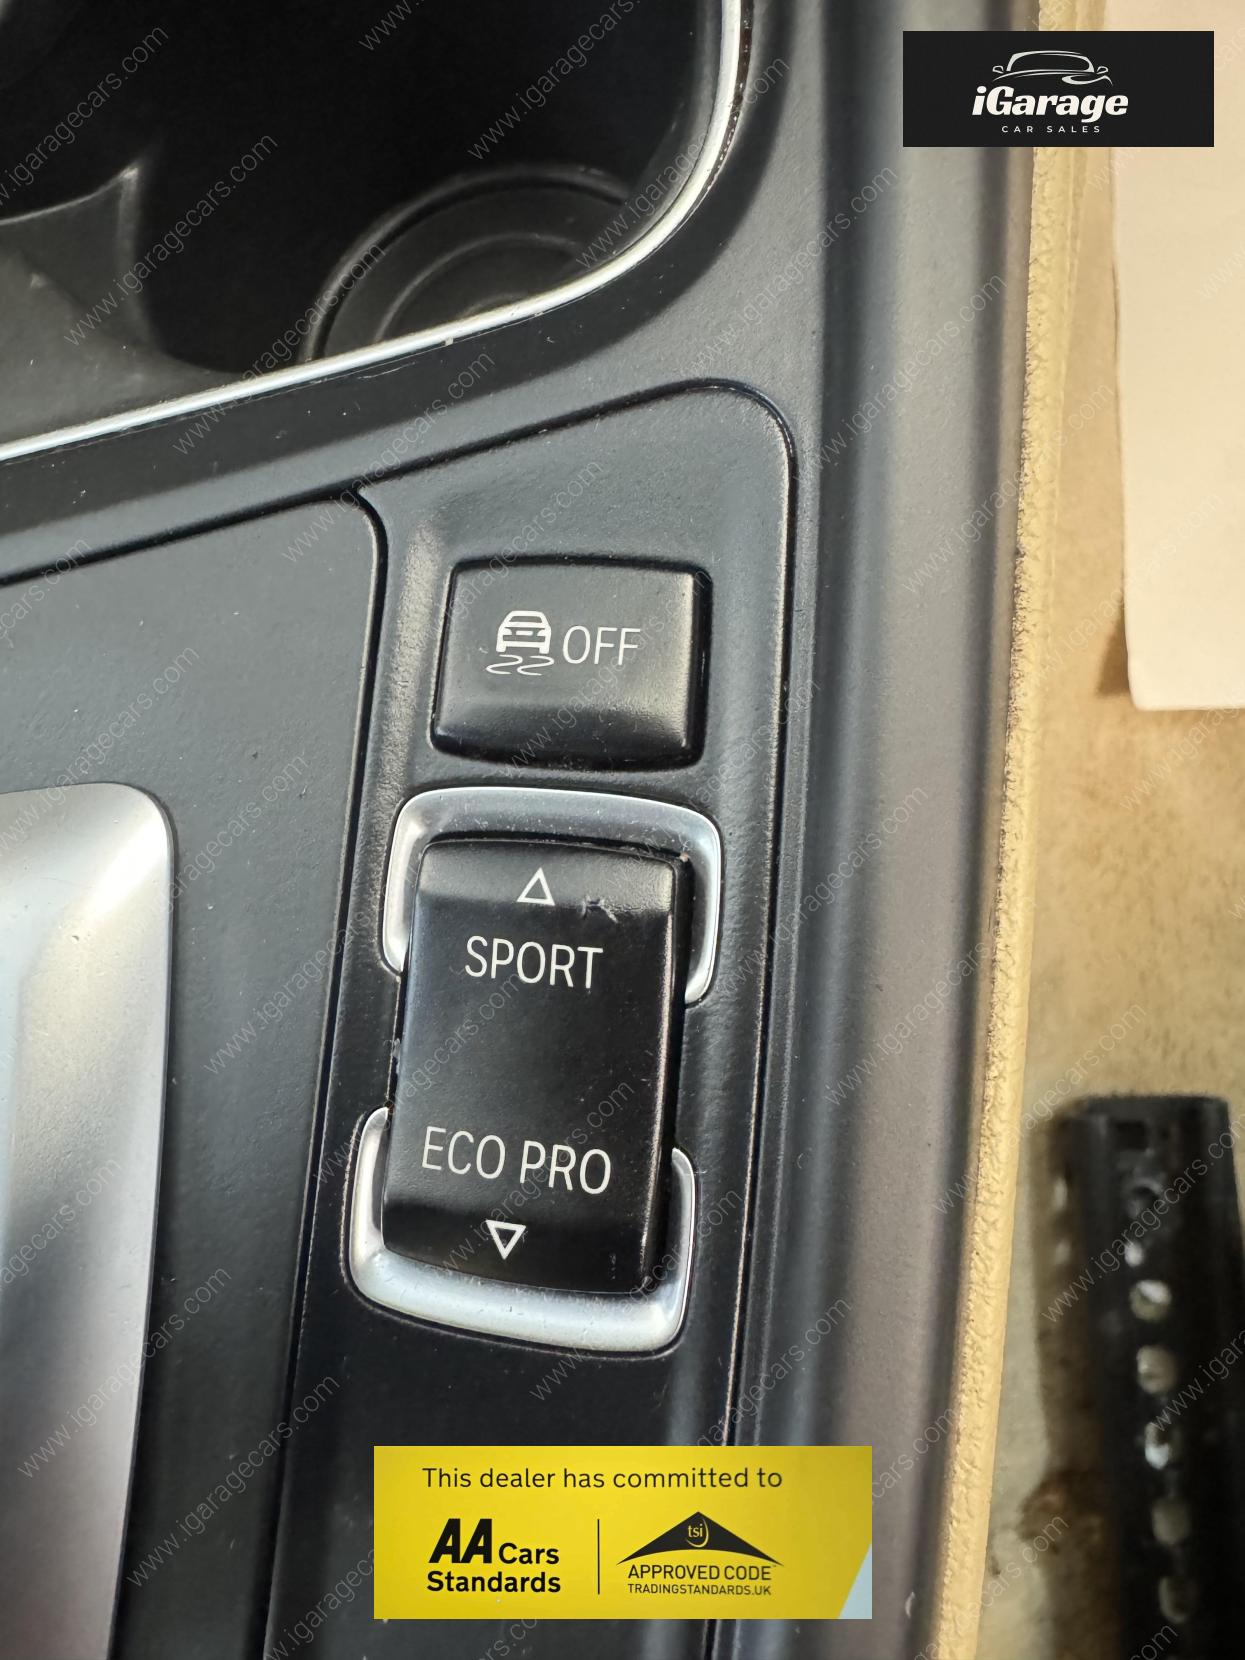 iGarage
CAR SALES
OFF
SPORT
ECO PRO
This dealer has committed to
AA Cars
Standards
tsi
APPROVED CODE
TRADINGSTANDARDS.UK
www.igaragecars.com